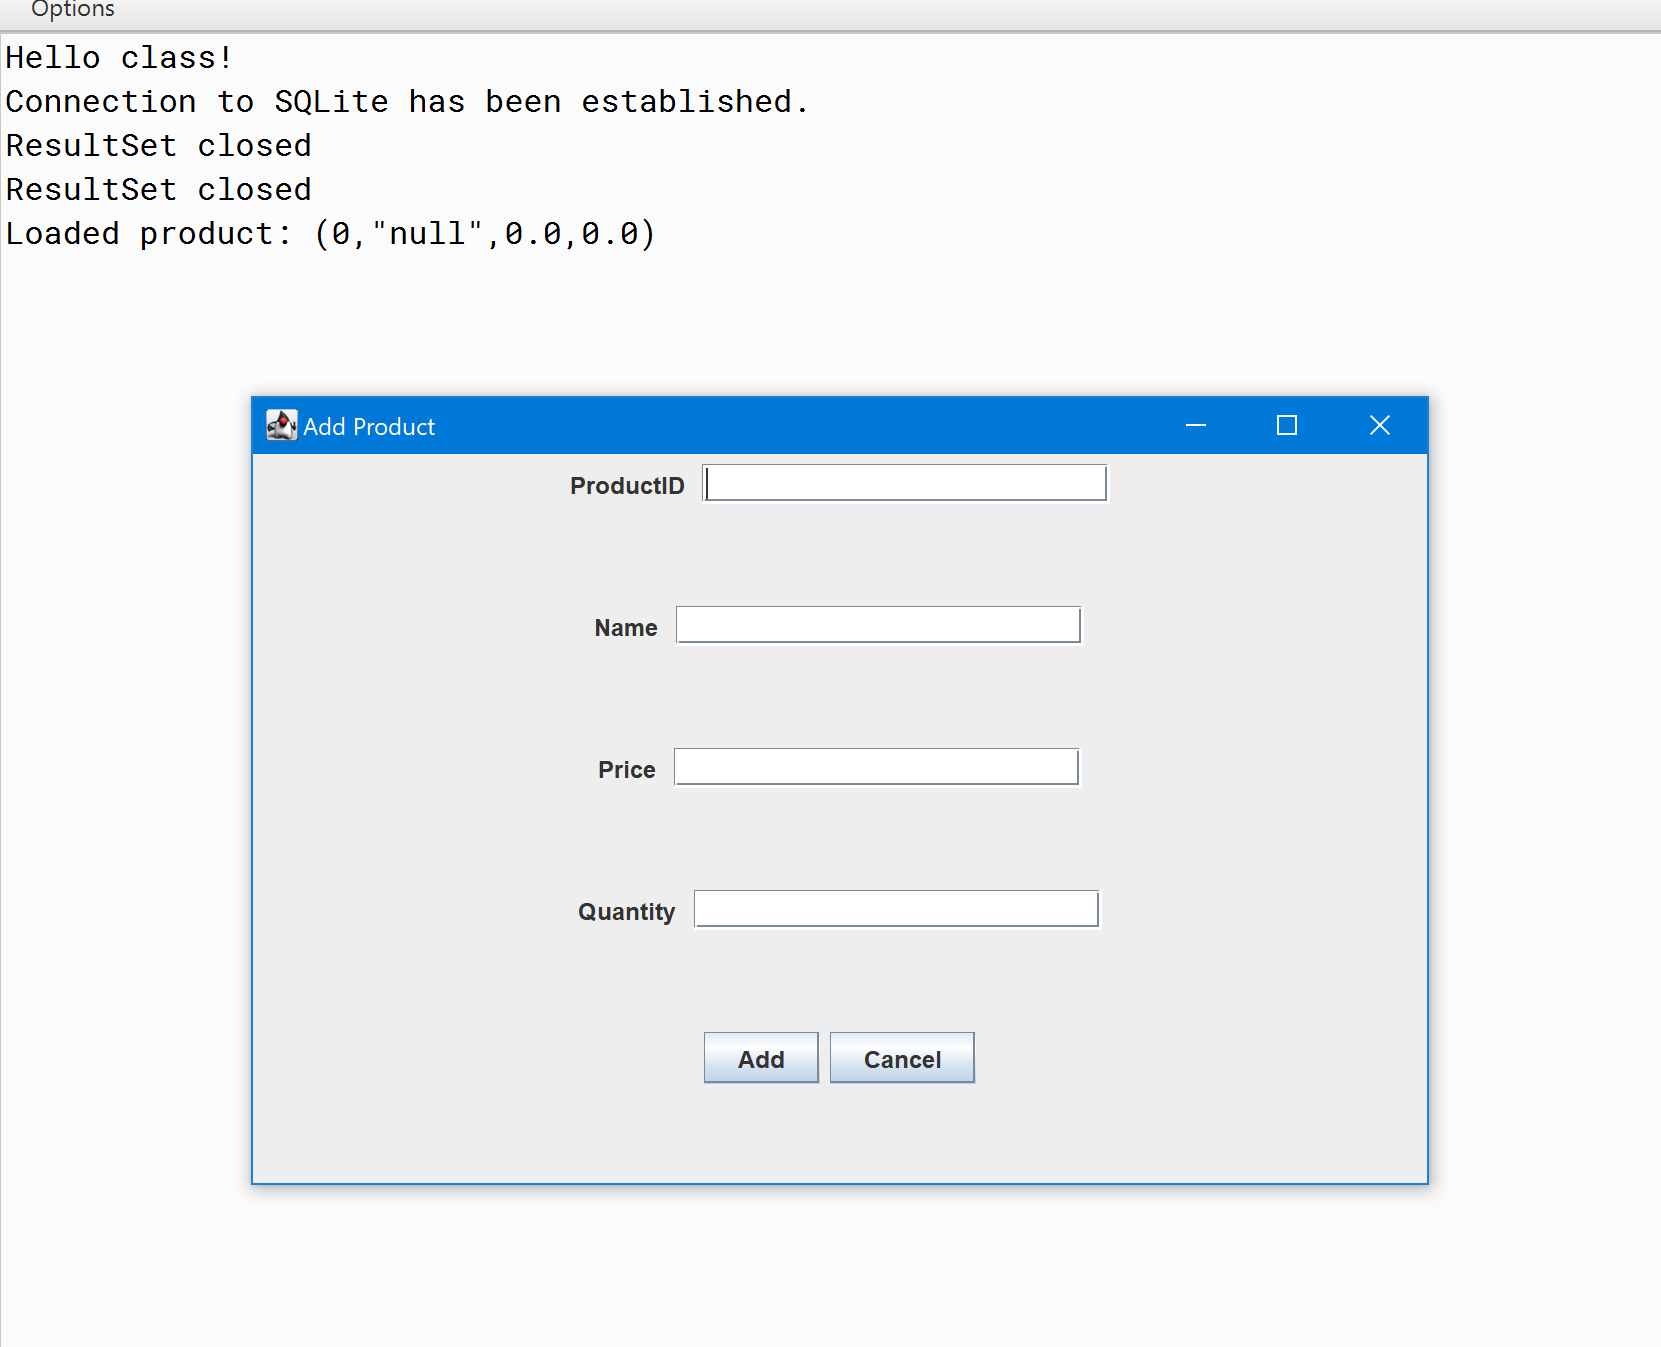 Options
Hello class!
Connection to SQLite has been established.
ResultSet closed
ResultSet closed
Loaded product: (0,"null",0.0,0.0)
Add Product
ProductID
Name
Price
Quantity
Add Cancel